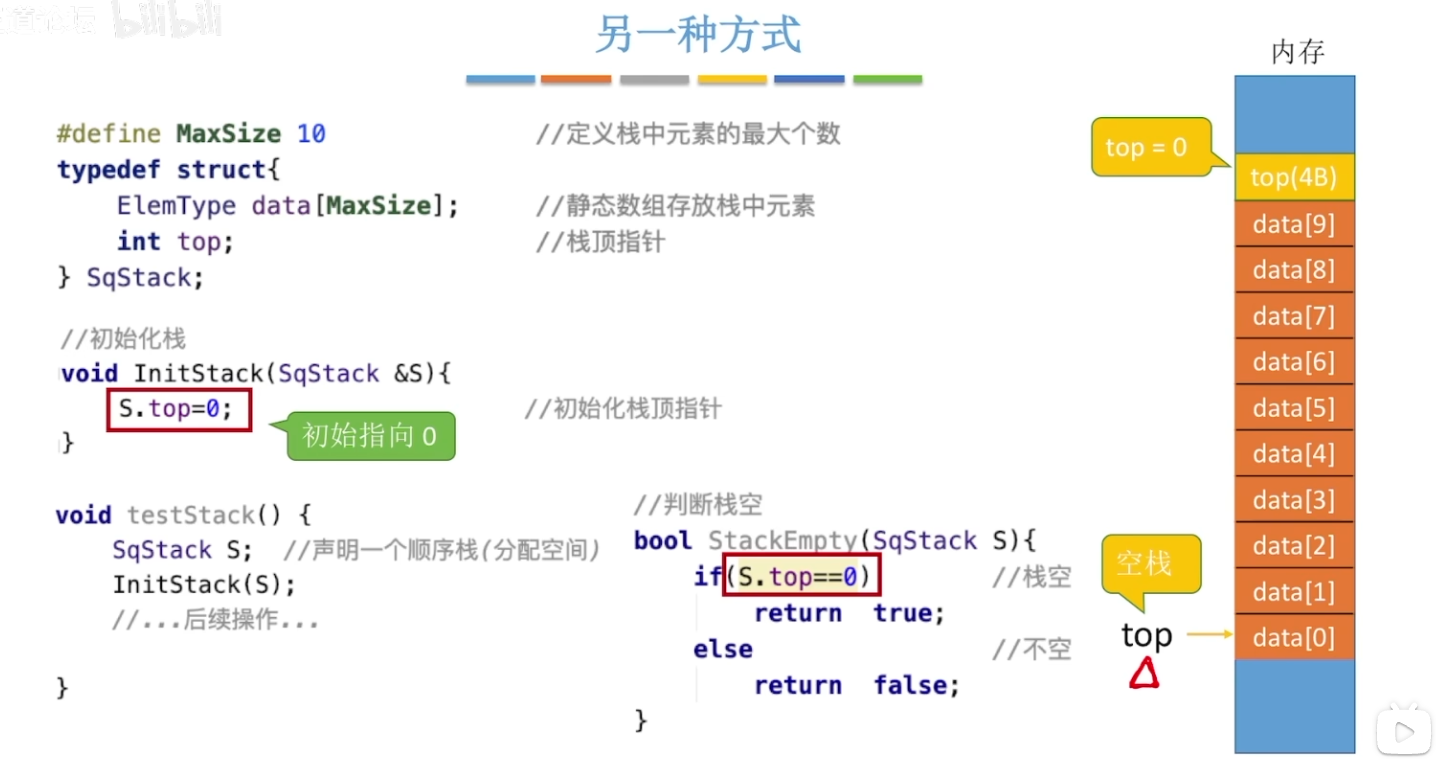 bilibili
另一种方式
#define MaxSize 10 //定义栈中元素的最大个数
typedef struct{
ElemType data[MaxSize]; //静态数组存放栈中元素
int top; //栈顶指针
} SqStack;
//初始化栈
void InitStack(SqStack &S){
S.top=0; //初始化栈顶指针
初始指向 0
}
void testStack() {
SqStack S; //声明一个顺序栈(分配空间)
InitStack(S);
//...后续操作...
}
//判断栈空
bool StackEmpty(SqStack S){
if(S.top==0) //栈空
return true;
else //不空
return false;
}
内存
top = 0
top(4B)
data[9]
data[8]
data[7]
data[6]
data[5]
data[4]
data[3]
data[2]
data[1]
data[0]
空栈
top